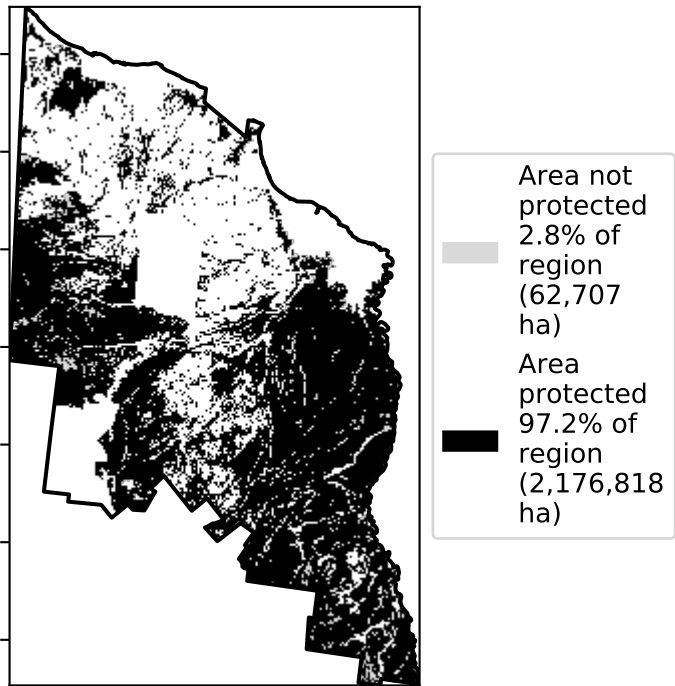 Area not
protected
2.8% of
region
(62,707
ha)
Area
protected
97.2% of
region
(2,176,818
ha)